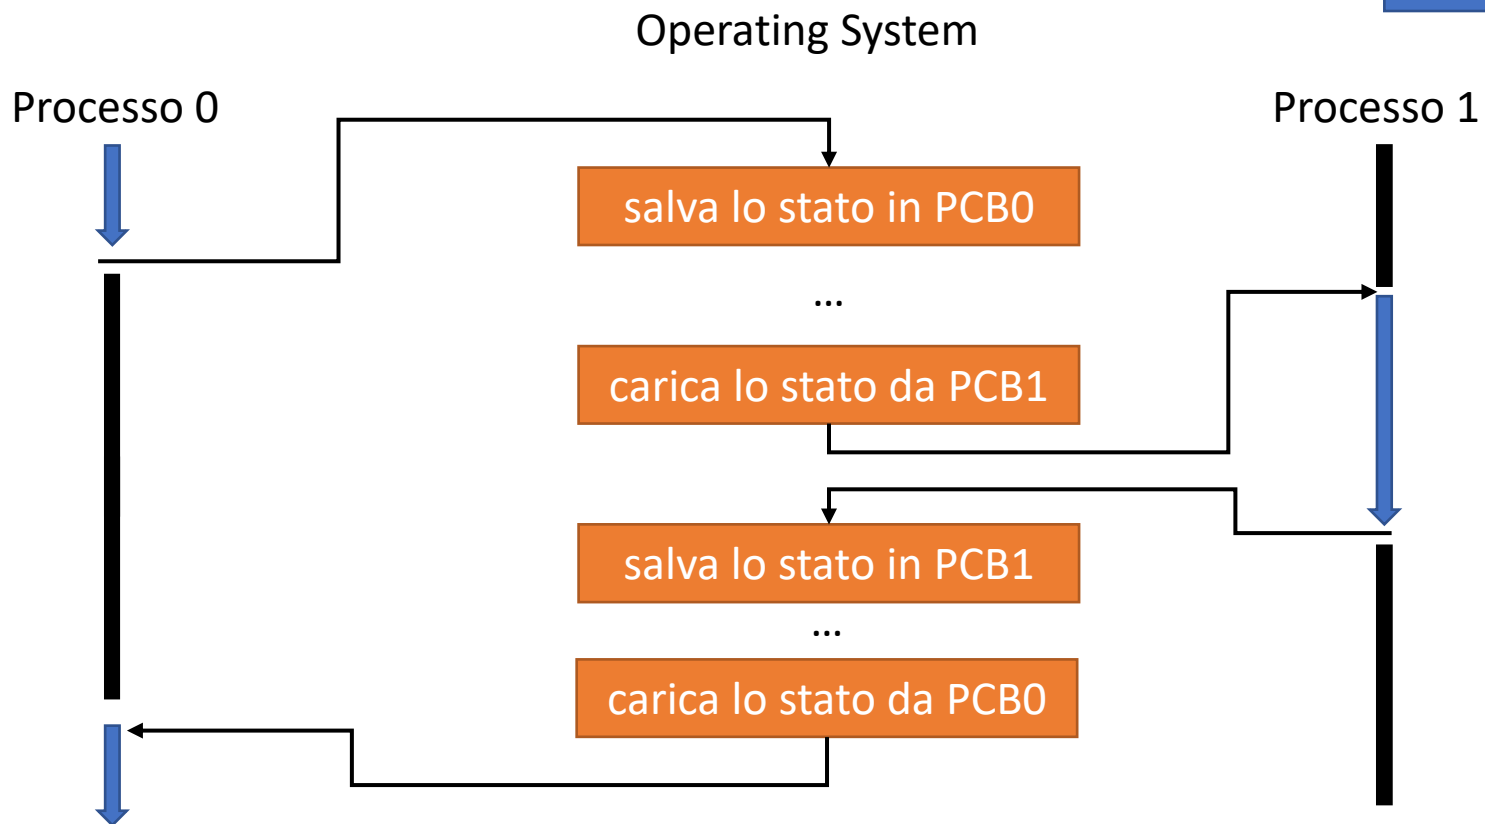 Operating System
Processo 0
Processo 1
salva lo stato in PCB0
...
carica lo stato da PCB1
salva lo stato in PCB1
...
carica lo stato da PCB0